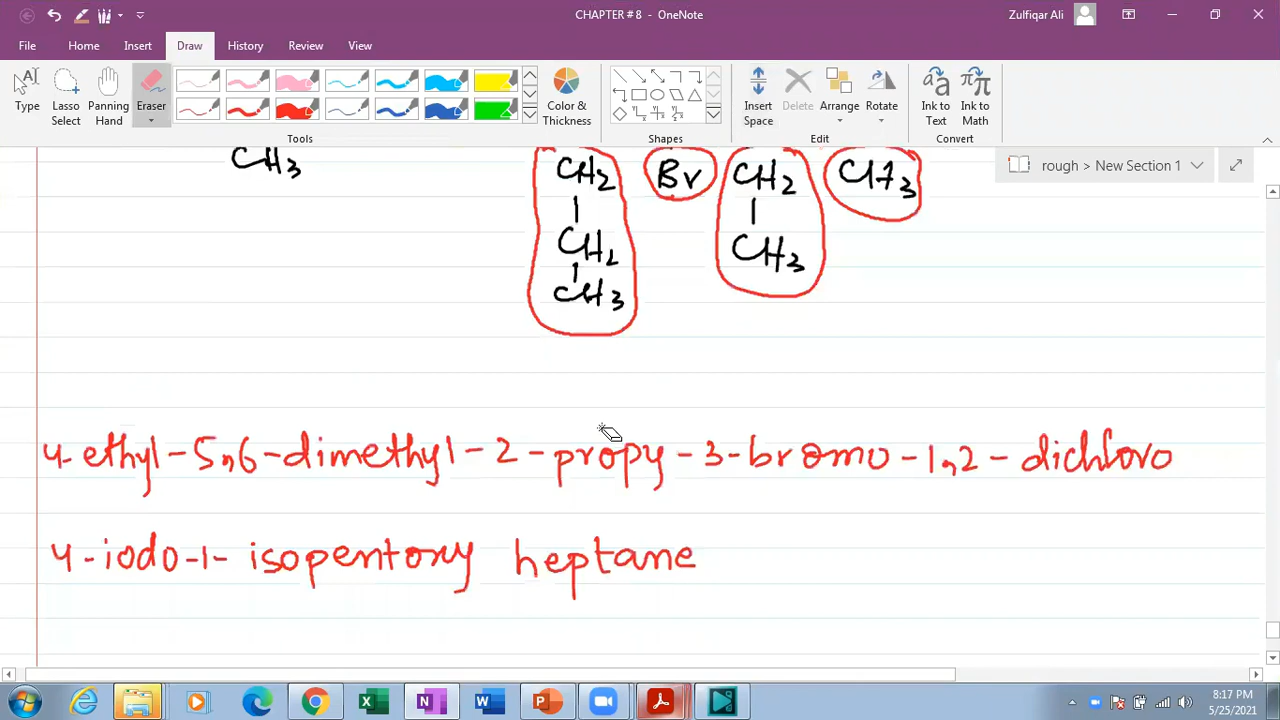 CHAPTER # 8 - OneNote
Zulfiqar Ali
File Home Insert Draw History Review View
Type
Lasso Select
Panning Hand
Eraser
Color & Thickness
Insert Space
Delete
Arrange
Rotate
Ink to Text
Ink to Math
Tools
Shapes
Edit
Convert
rough > New Section 1
CH3
CH2 Br CH2 CH3
CH2 CH3
CH3
4-ethyl-5,6-dimethyl-2-propy-3-bromo-1,2-dichloro
4-iodo-1-isopentoxy heptane
8:17 PM
5/25/2021